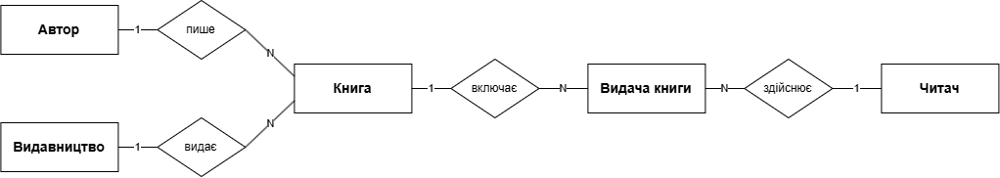 Автор
1
пише
N
Книга
1
включає
N
Видача книги
N
здійснює
1
Читач
Видавництво
1
видає
N